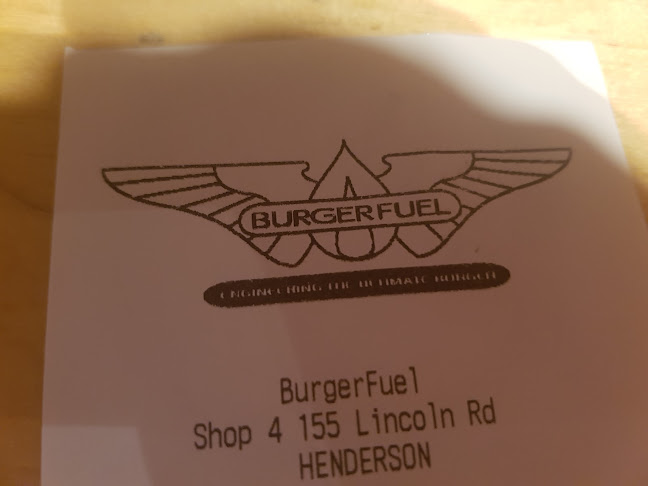 BURGERFUEL
ENGINEERING THE ULTIMATE BURGER
BurgerFuel
Shop 4 155 Lincoln Rd
HENDERSON